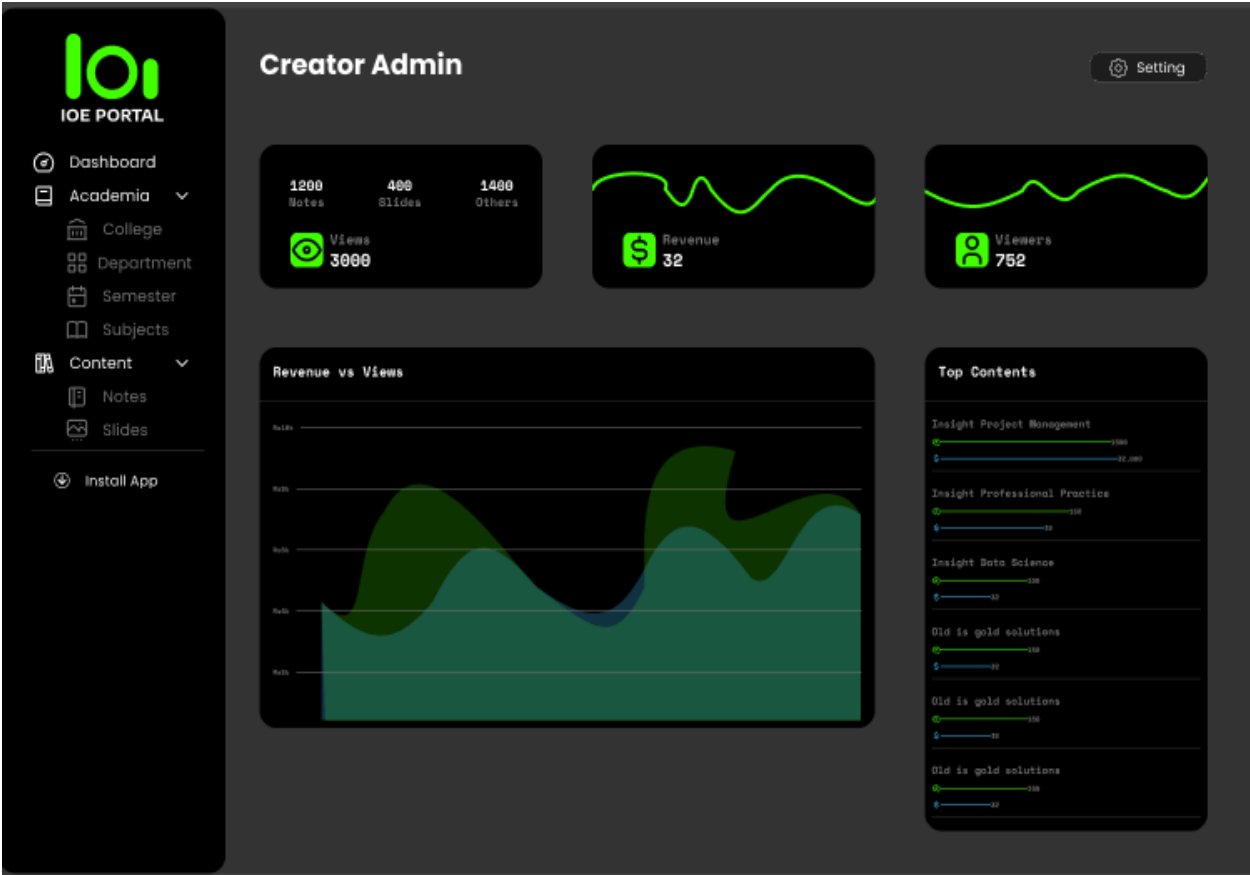 IOE PORTAL
Dashboard
Academia
College
Department
Semester
Subjects
Content
Notes
Slides
Install App
Creator Admin
Setting
1200 400 1400
Notes Slides Others
Views
3000
Revenue
32
Viewers
752
Revenue vs Views
Top Contents
Insight Project Management
Insight Professional Practice
Insight Data Science
Old is gold solutions
Old is gold solutions
Old is gold solutions